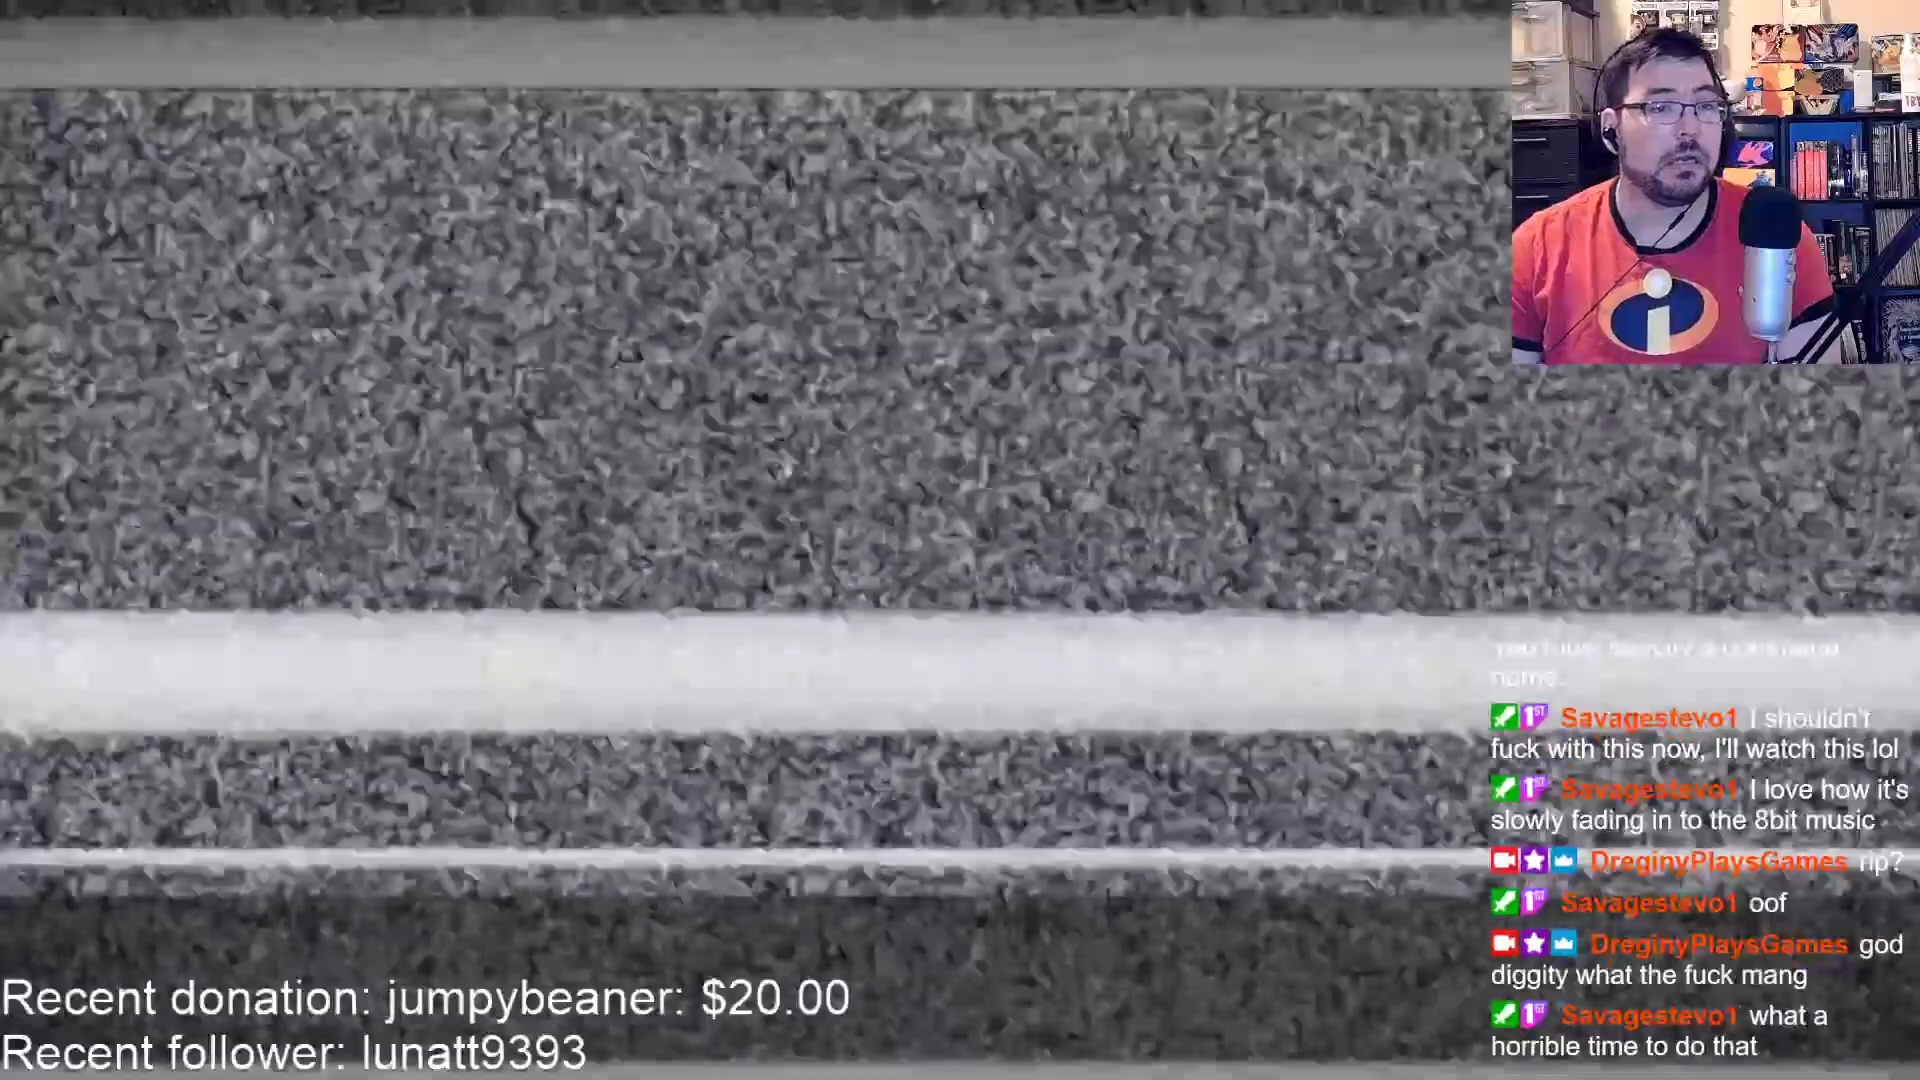 name.
Savagestevo1 I shouldn't
fuck with this now, I'll watch this lol
Savagestevo1 I love how it's
slowly fading in to the 8bit music
DreginyPlaysGames rip?
Savagestevo1 oof
DreginyPlaysGames god
diggity what the fuck mang
Savagestevo1 what a
horrible time to do that
Recent donation: jumpybeaner: $20.00
Recent follower: lunatt9393